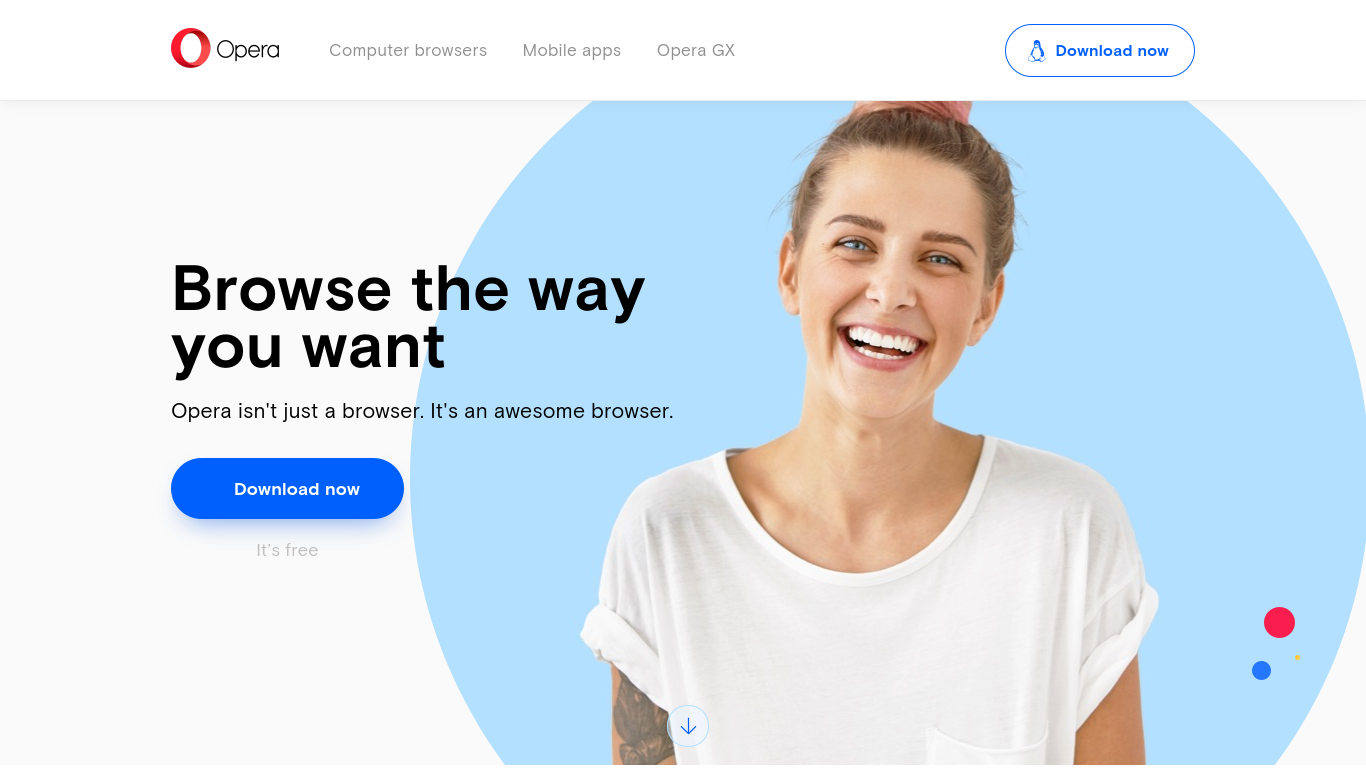 Opera
Computer browsers
Mobile apps
Opera GX
Download now
Browse the way
you want
Opera isn't just a browser. It's an awesome browser.
Download now
It's free